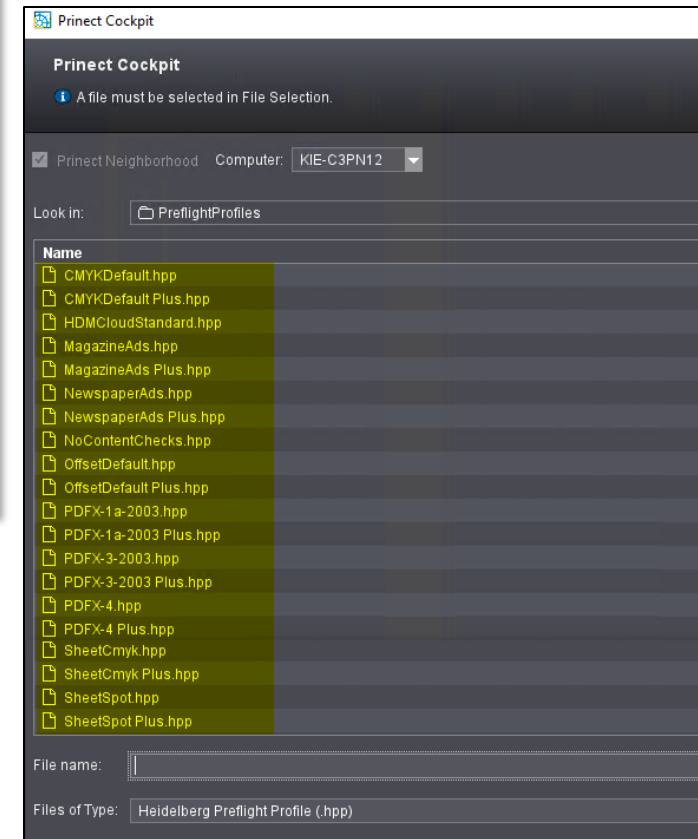 Prinect Cockpit
Prinect Cockpit
A file must be selected in File Selection.
Prinect Neighborhood Computer: KIE-C3PN12
Look in: PreflightProfiles
Name
CMYKDefault.hpp
CMYKDefault Plus.hpp
HDMCloudStandard.hpp
MagazineAds.hpp
MagazineAds Plus.hpp
NewspaperAds.hpp
NewspaperAds Plus.hpp
NoContentChecks.hpp
OffsetDefault.hpp
OffsetDefault Plus.hpp
PDFX-1a-2003.hpp
PDFX-1a-2003 Plus.hpp
PDFX-3-2003.hpp
PDFX-3-2003 Plus.hpp
PDFX-4.hpp
PDFX-4 Plus.hpp
SheetCmyk.hpp
SheetCmyk Plus.hpp
SheetSpot.hpp
SheetSpot Plus.hpp
File name:
Files of Type: Heidelberg Preflight Profile (.hpp)